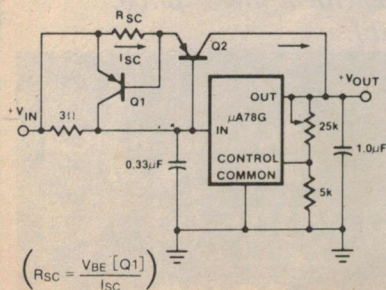 RSC
ISC
Q2
Q1
+VIN
3Ω
0.33μF
OUT
μA78G
IN
CONTROL
COMMON
+VOUT
25k
5k
1.0μF
(RSC = VBE [Q1] / ISC)